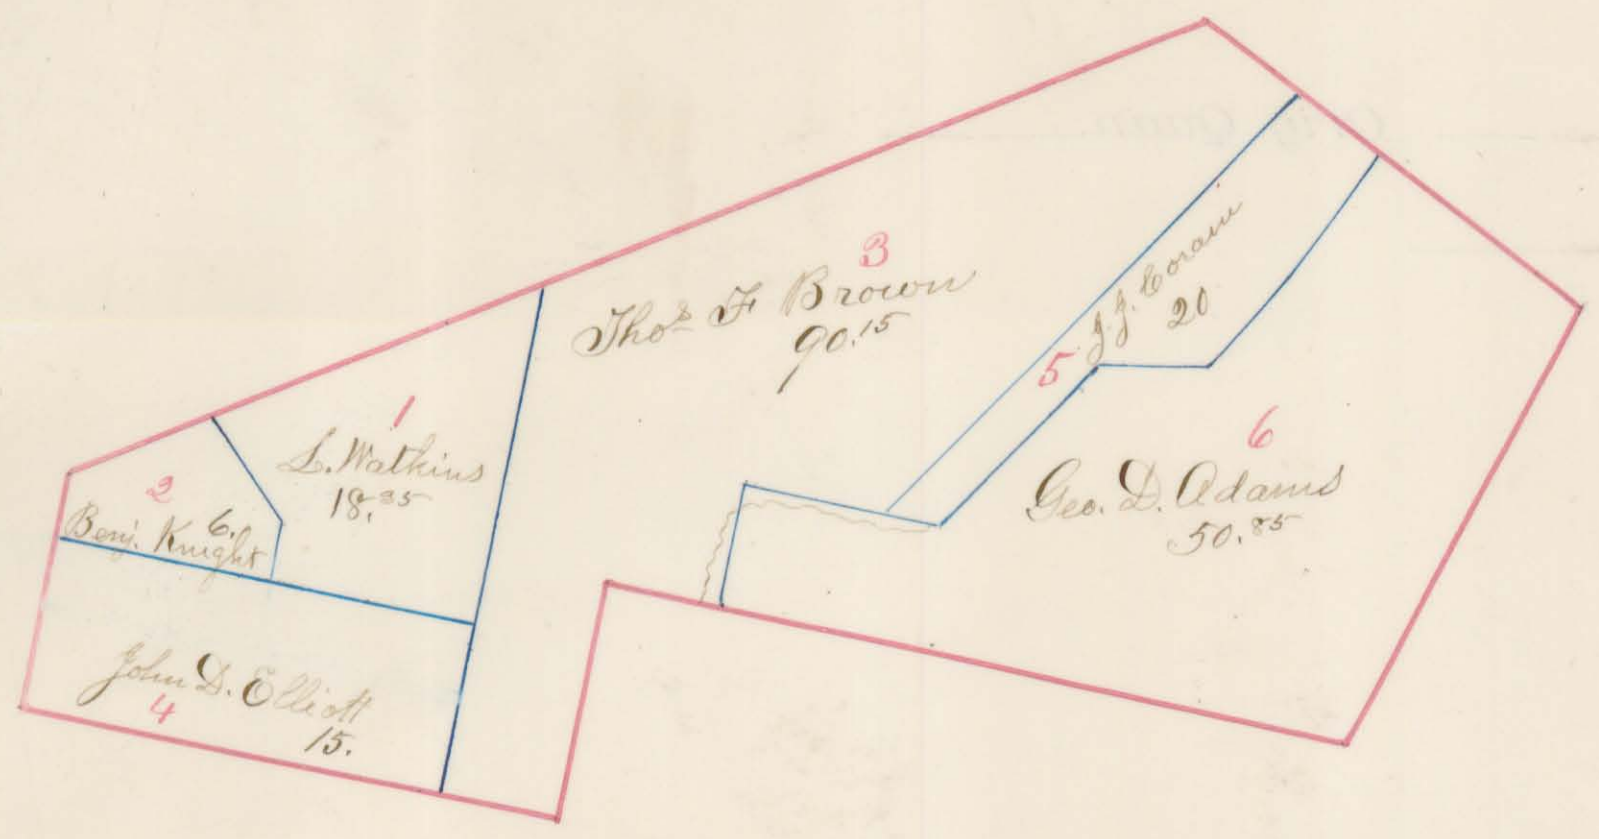 1
L. Watkins
18.35
2
6.
Benj. Knight
3
Thos F Brown
90.15
4
John D. Elliott
15.
5
J. J.
20
6
Geo. D. Adams
50.85